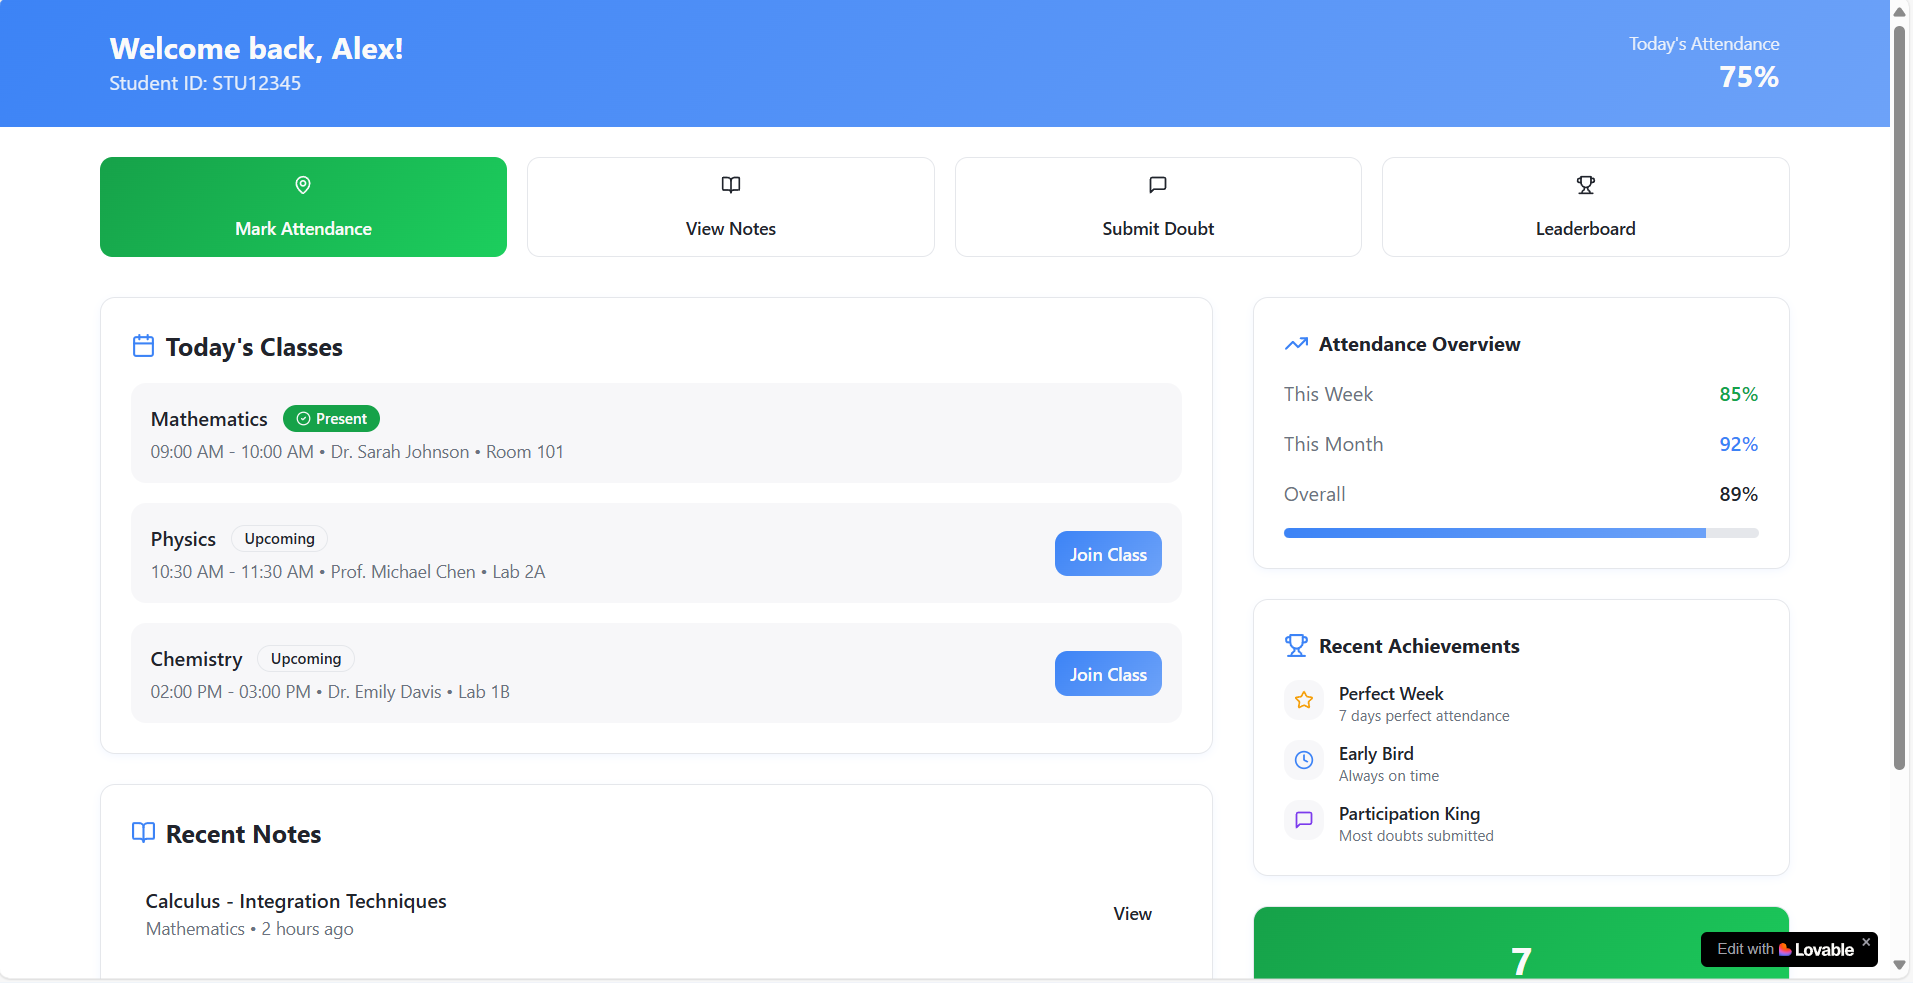 Welcome back, Alex!
Student ID: STU12345
Today's Attendance
75%
Mark Attendance
View Notes
Submit Doubt
Leaderboard
Today's Classes
Mathematics
Present
09:00 AM - 10:00 AM • Dr. Sarah Johnson • Room 101
Physics
Upcoming
10:30 AM - 11:30 AM • Prof. Michael Chen • Lab 2A
Join Class
Chemistry
Upcoming
02:00 PM - 03:00 PM • Dr. Emily Davis • Lab 1B
Join Class
Recent Notes
Calculus - Integration Techniques
Mathematics • 2 hours ago
View
Attendance Overview
This Week 85%
This Month 92%
Overall 89%
Recent Achievements
Perfect Week
7 days perfect attendance
Early Bird
Always on time
Participation King
Most doubts submitted
7
Edit with Lovable ×